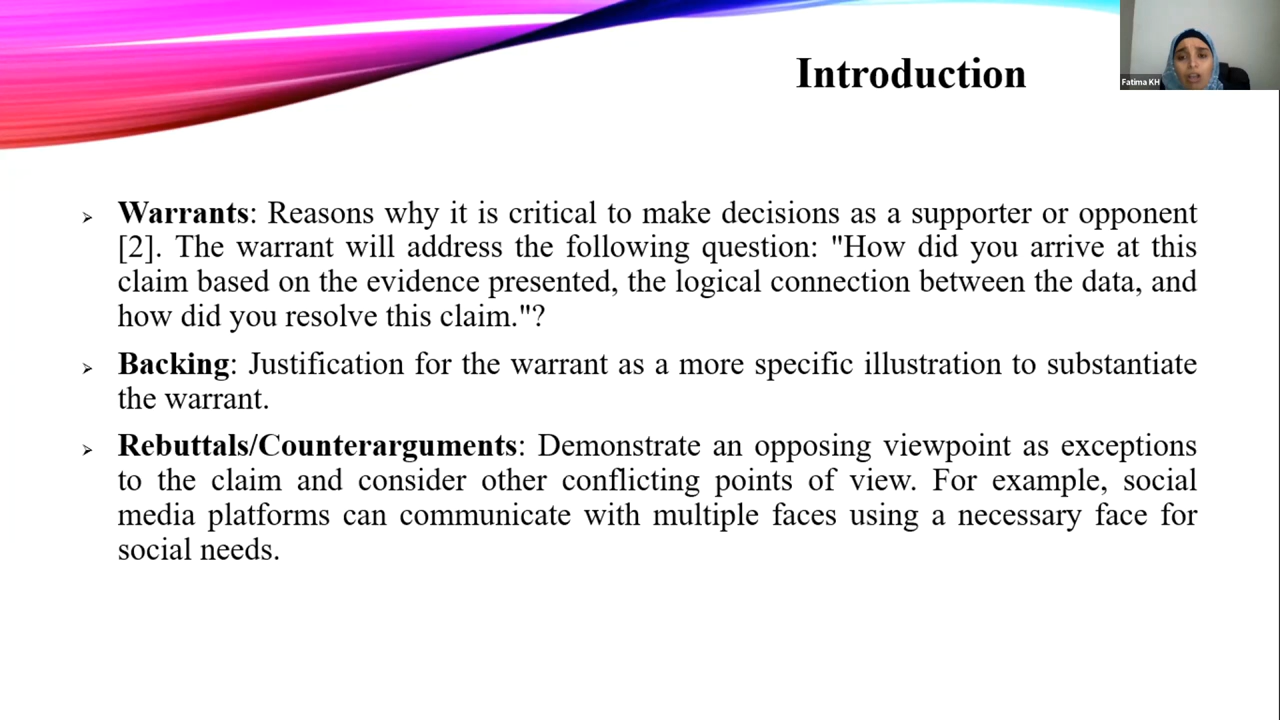 Introduction
Fatima KH
Warrants: Reasons why it is critical to make decisions as a supporter or opponent
[2]. The warrant will address the following question: "How did you arrive at this
claim based on the evidence presented, the logical connection between the data, and
how did you resolve this claim."?
Backing: Justification for the warrant as a more specific illustration to substantiate
the warrant.
Rebuttals/Counterarguments: Demonstrate an opposing viewpoint as exceptions
to the claim and consider other conflicting points of view. For example, social
media platforms can communicate with multiple faces using a necessary face for
social needs.